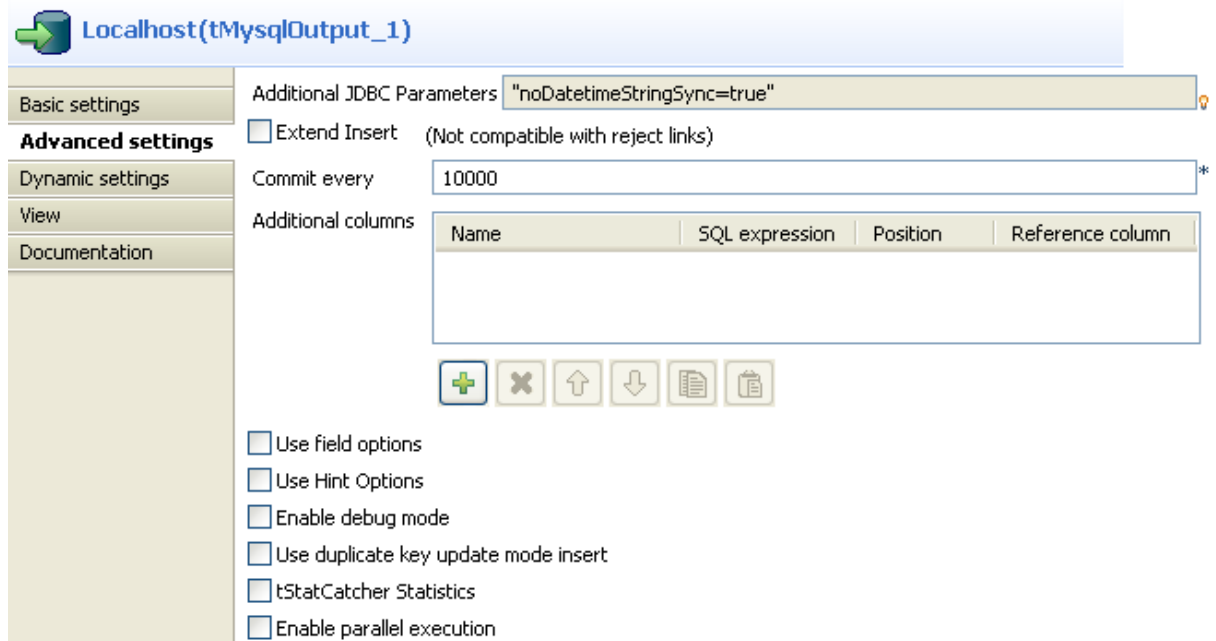 Localhost(tMysqlOutput_1)
Basic settings
Advanced settings
Dynamic settings
View
Documentation
Additional JDBC Parameters "noDatetimeStringSync=true"
Extend Insert (Not compatible with reject links)
Commit every 10000 *
Additional columns
Name SQL expression Position Reference column
Use field options
Use Hint Options
Enable debug mode
Use duplicate key update mode insert
tStatCatcher Statistics
Enable parallel execution